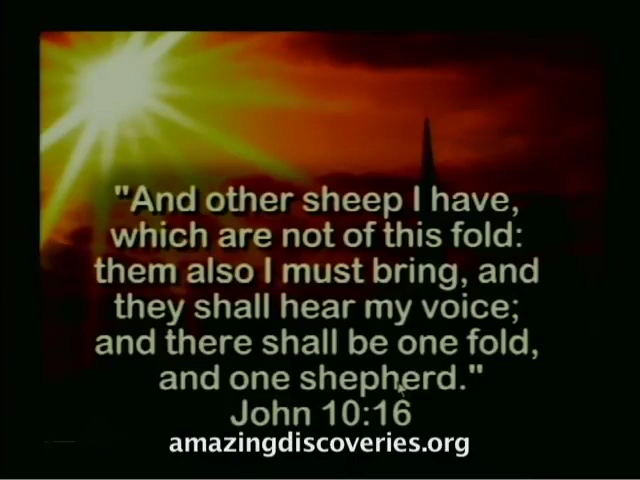 "And other sheep I have,
which are not of this fold:
them also I must bring, and
they shall hear my voice;
and there shall be one fold,
and one shepherd."
John 10:16
amazingdiscoveries.org